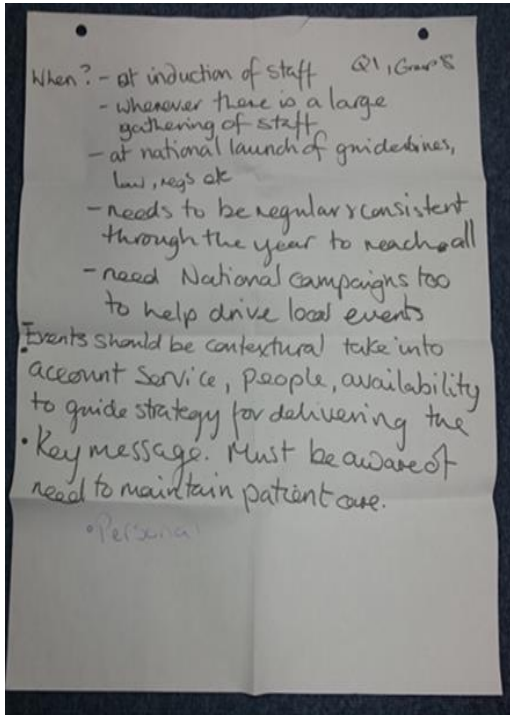 Q1, Group 8
When? - at induction of staff
- whenever there is a large
gathering of staff
- at national launch of guidelines,
law, regs etc
- needs to be regular & consistent
through the year to reach all
- need National campaigns too
to help drive local events
• Events should be contextural take into
account Service, people, availability
to guide strategy for delivering the
• Key message. Must be aware of
need to maintain patient care.
• Personal